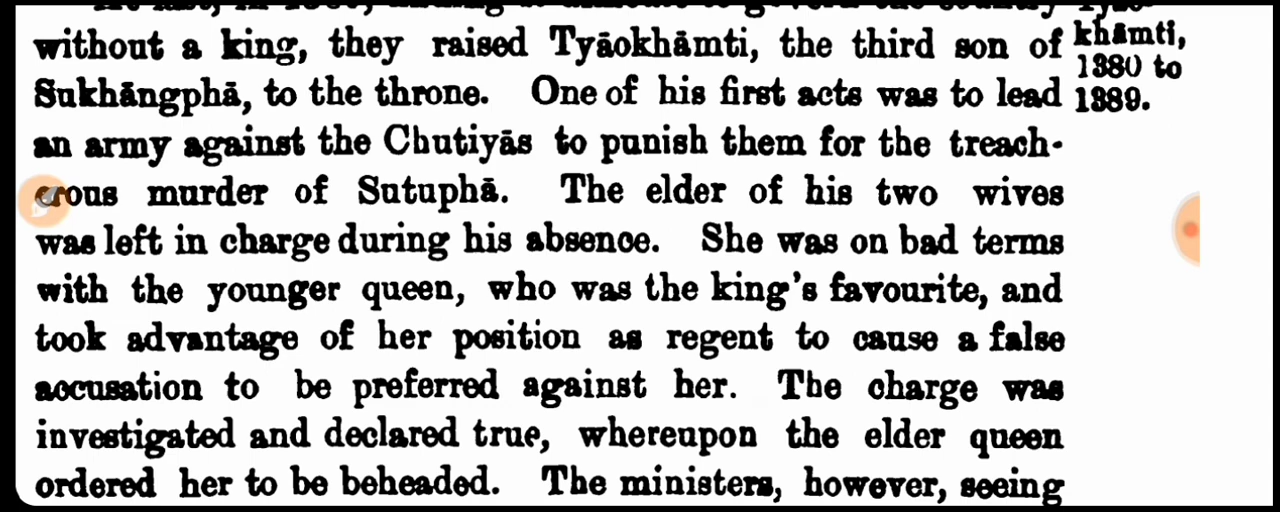 without a king, they raised Tyāokhāmti, the third son of
Sukhāngphā, to the throne. One of his first acts was to lead
an army against the Chutiyās to punish them for the treach-
erous murder of Sutuphā. The elder of his two wives
was left in charge during his absence. She was on bad terms
with the younger queen, who was the king's favourite, and
took advantage of her position as regent to cause a false
accusation to be preferred against her. The charge was
investigated and declared true, whereupon the elder queen
ordered her to be beheaded. The ministers, however, seeing
khāmti,
1380 to
1389.